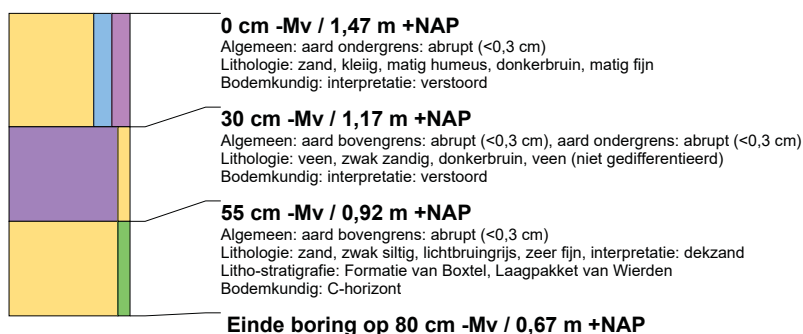 0 cm -Mv / 1,47 m +NAP
Algemeen: aard ondergrens: abrupt (<0,3 cm)
Lithologie: zand, kleiig, matig humeus, donkerbruin, matig fijn
Bodemkundig: interpretatie: verstoord
30 cm -Mv / 1,17 m +NAP
Algemeen: aard bovengrens: abrupt (<0,3 cm), aard ondergrens: abrupt (<0,3 cm)
Lithologie: veen, zwak zandig, donkerbruin, veen (niet gedifferentieerd)
Bodemkundig: interpretatie: verstoord
55 cm -Mv / 0,92 m +NAP
Algemeen: aard bovengrens: abrupt (<0,3 cm)
Lithologie: zand, zwak siltig, lichtbruingrijs, zeer fijn, interpretatie: dekzand
Litho-stratigrafie: Formatie van Boxtel, Laagpakket van Wierden
Bodemkundig: C-horizont
Einde boring op 80 cm -Mv / 0,67 m +NAP